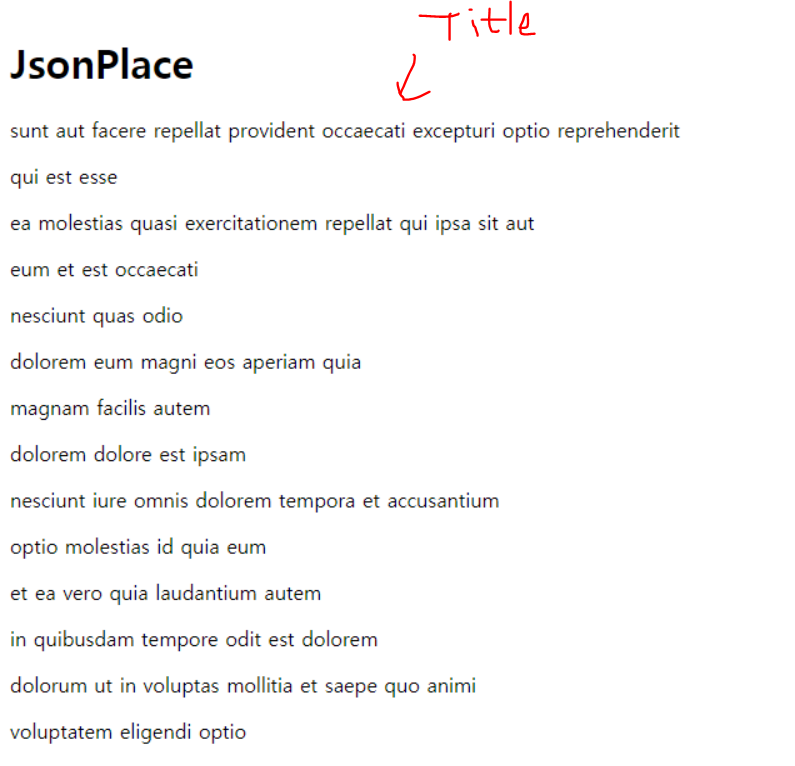 Title
JsonPlace
sunt aut facere repellat provident occaecati excepturi optio reprehenderit
qui est esse
ea molestias quasi exercitationem repellat qui ipsa sit aut
eum et est occaecati
nesciunt quas odio
dolorem eum magni eos aperiam quia
magnam facilis autem
dolorem dolore est ipsam
nesciunt iure omnis dolorem tempora et accusantium
optio molestias id quia eum
et ea vero quia laudantium autem
in quibusdam tempore odit est dolorem
dolorum ut in voluptas mollitia et saepe quo animi
voluptatem eligendi optio